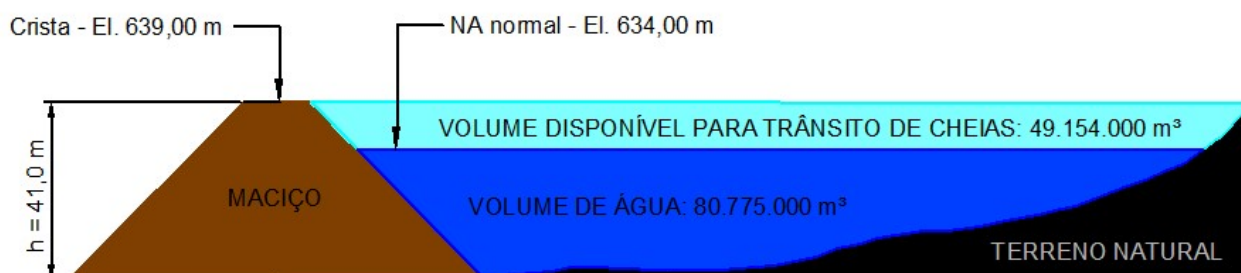 Crista - El. 639,00 m
NA normal - El. 634,00 m
VOLUME DISPONÍVEL PARA TRÂNSITO DE CHEIAS: 49.154.000 m³
h = 41,0 m
MACIÇO
VOLUME DE ÁGUA: 80.775.000 m³
TERRENO NATURAL